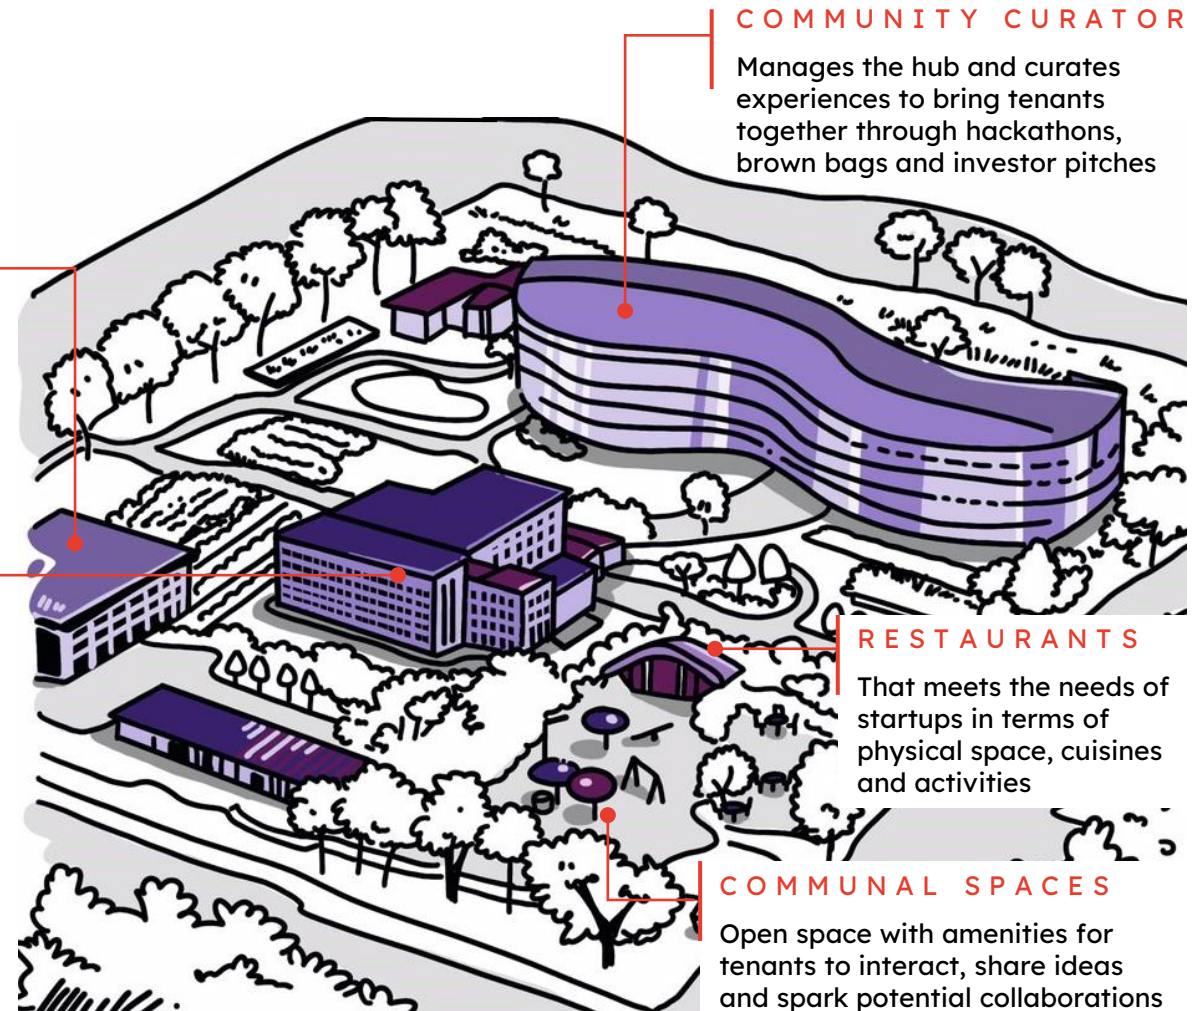 COMMUNITY CURATOR
Manages the hub and curates
experiences to bring tenants
together through hackathons,
brown bags and investor pitches
RESTAURANTS
That meets the needs of
startups in terms of
physical space, cuisines
and activities
COMMUNAL SPACES
Open space with amenities for
tenants to interact, share ideas
and spark potential collaborations